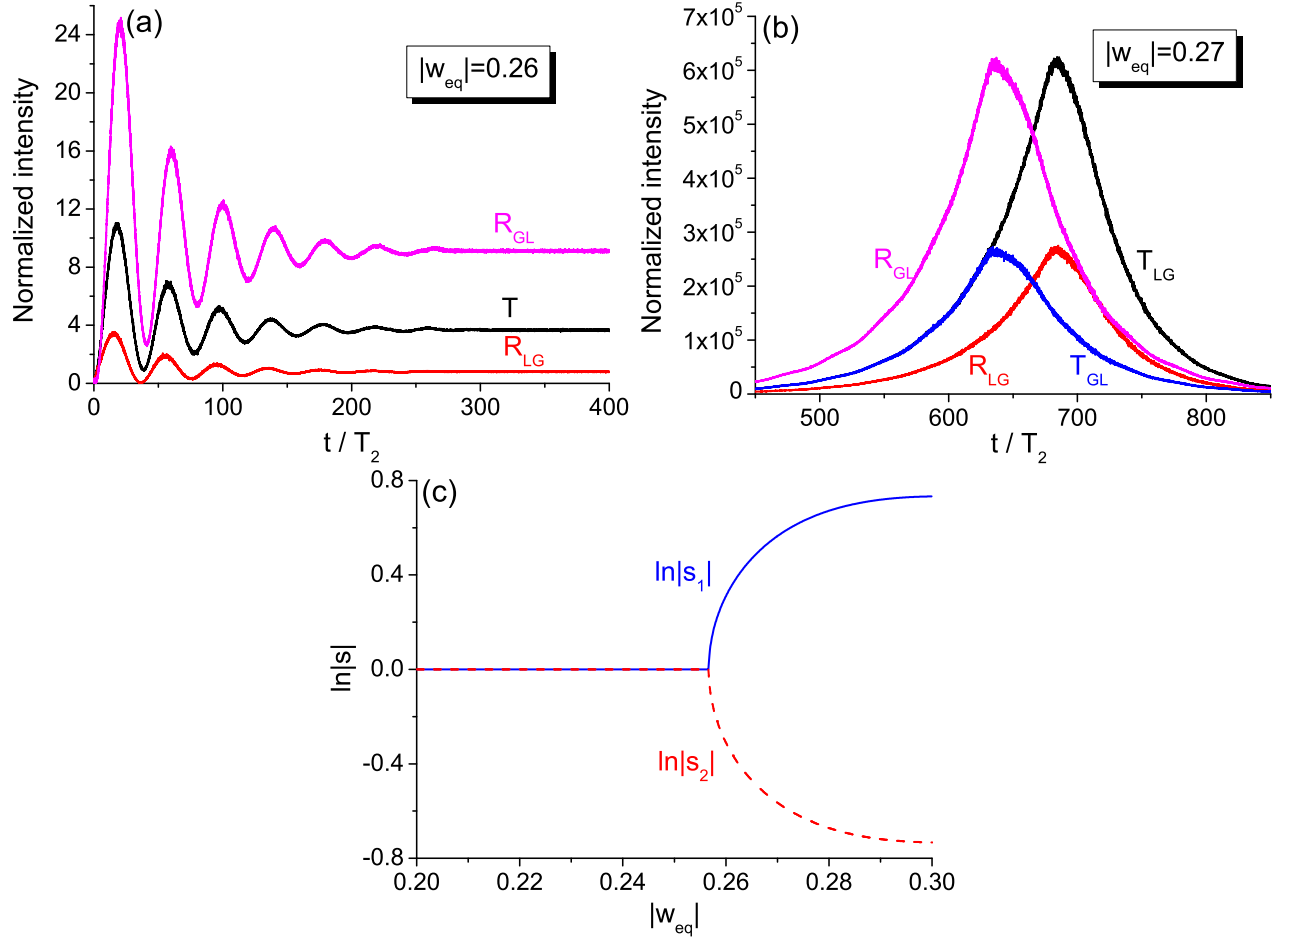 (a)
|w_eq|=0.26
Normalized intensity
24
20
16
12
8
4
0
R_GL
T
R_LG
0
100
200
300
400
t / T_2
(b)
|w_eq|=0.27
Normalized intensity
7x10^5
6x10^5
5x10^5
4x10^5
3x10^5
2x10^5
1x10^5
0
R_GL
T_LG
R_LG
T_GL
500
600
700
800
t / T_2
(c)
ln|s|
0.8
0.4
0.0
-0.4
-0.8
ln|s_1|
ln|s_2|
0.20
0.22
0.24
0.26
0.28
0.30
|w_eq|